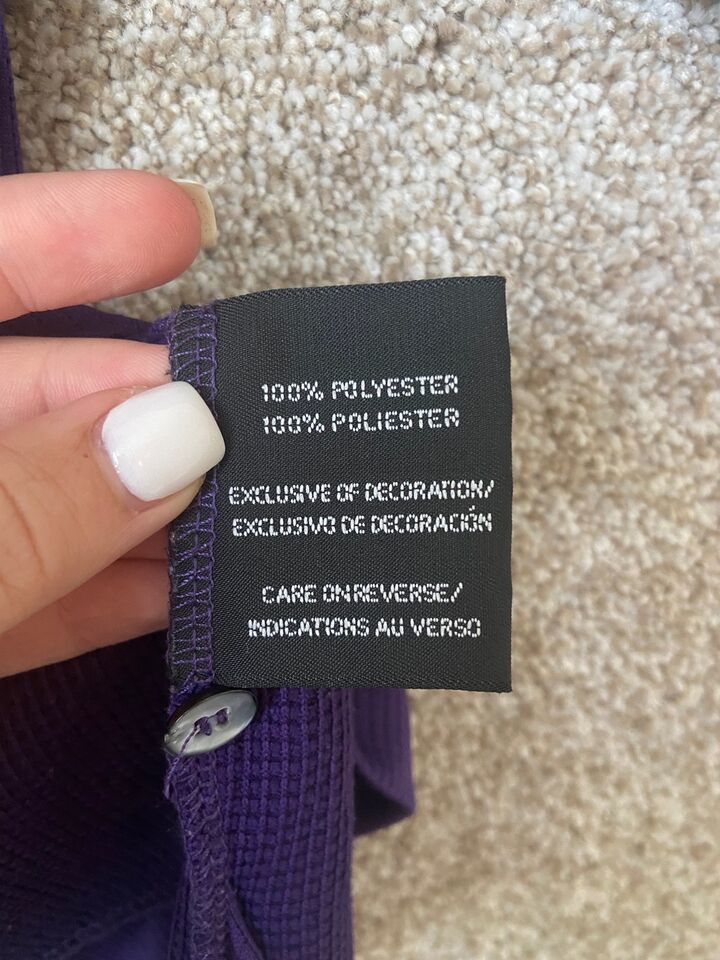 100% POLYESTER
100% POLIESTER
EXCLUSIVE OF DECORATION/
EXCLUSIVO DE DECORACIÓN
CARE ON REVERSE/
INDICATIONS AU VERSO